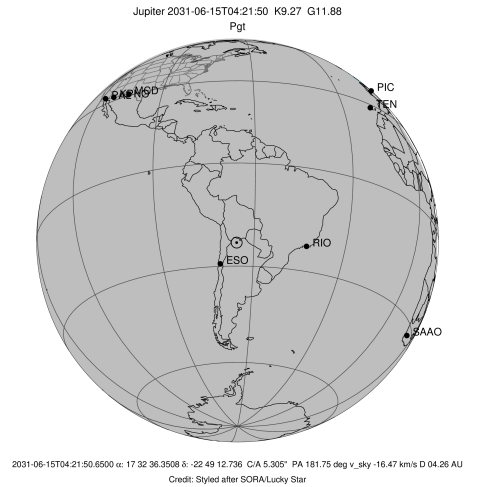 Jupiter 2031-06-15T04:21:50 K9.27 G11.88
Pgt
PIC
TEN
MCD
RIO
ESO
SAAO
2031-06-15T04:21:50.6500 α: 17 32 36.3508 δ: -22 49 12.736 C/A 5.305" PA 181.75 deg v_sky -16.47 km/s D 04.26 AU
Credit: Styled after SORA/Lucky Star